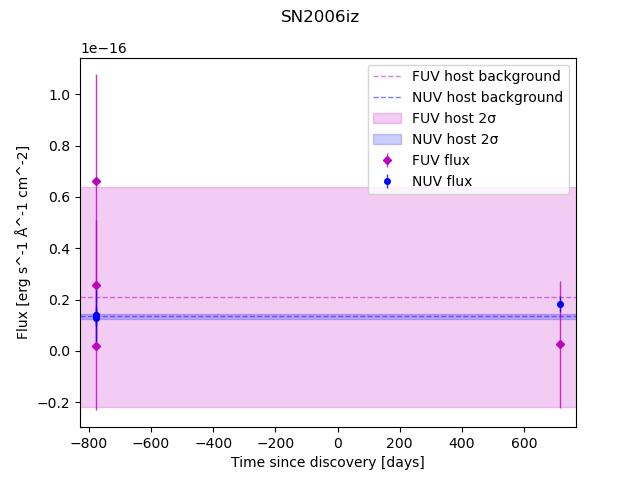 SN2006iz
1e−16
FUV host background
NUV host background
FUV host 2σ
NUV host 2σ
FUV flux
NUV flux
1.0
0.8
0.6
0.4
0.2
0.0
−0.2
Flux [erg s^-1 Å^-1 cm^-2]
−800 −600 −400 −200 0 200 400 600
Time since discovery [days]